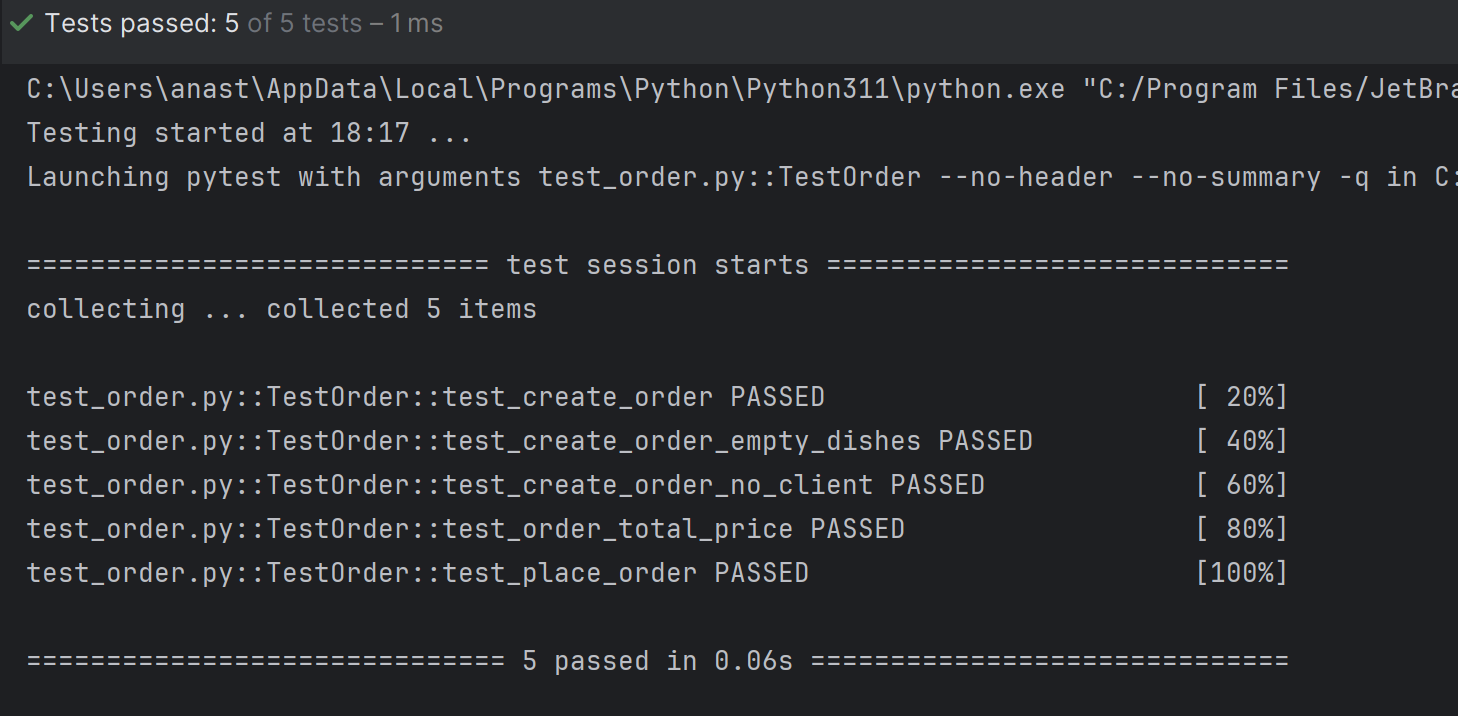 Tests passed: 5 of 5 tests – 1 ms
C:\Users\anast\AppData\Local\Programs\Python\Python311\python.exe "C:/Program Files/JetBra
Testing started at 18:17 ...
Launching pytest with arguments test_order.py::TestOrder --no-header --no-summary -q in C:
============================= test session starts =============================
collecting ... collected 5 items
test_order.py::TestOrder::test_create_order PASSED [ 20%]
test_order.py::TestOrder::test_create_order_empty_dishes PASSED [ 40%]
test_order.py::TestOrder::test_create_order_no_client PASSED [ 60%]
test_order.py::TestOrder::test_order_total_price PASSED [ 80%]
test_order.py::TestOrder::test_place_order PASSED [100%]
============================== 5 passed in 0.06s ==============================